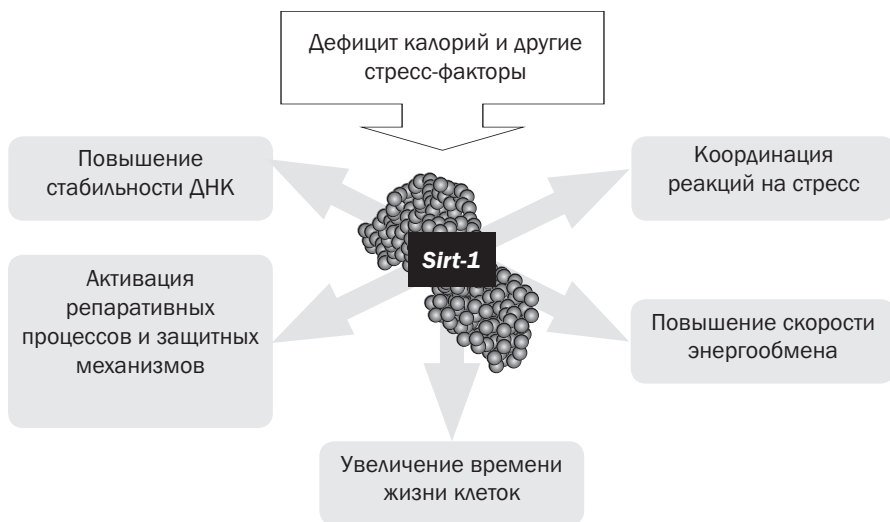 Дефицит калорий и другие
стресс-факторы
Повышение
стабильности ДНК
Координация
реакций на стресс
Sirt-1
Активация
репаративных
процессов и защитных
механизмов
Повышение скорости
энергообмена
Увеличение времени
жизни клеток